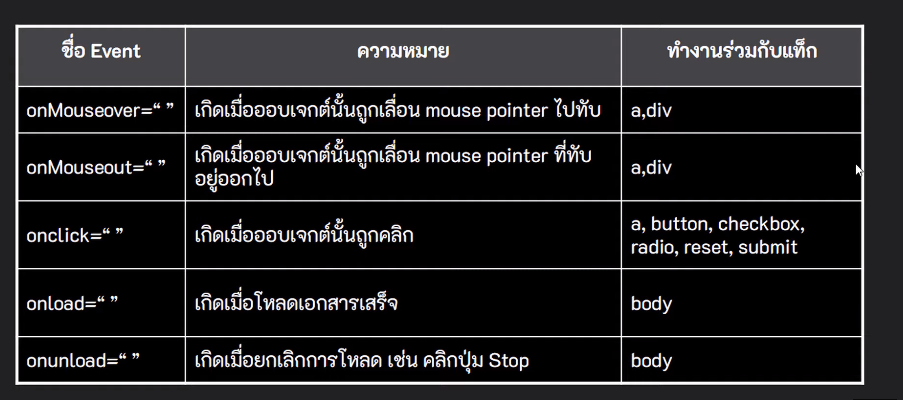 ชื่อ Event
ความหมาย
ทำงานร่วมกับแท็ก
onMouseover=“ ”
เกิดเมื่อออบเจกต์นั้นถูกเลื่อน mouse pointer ไปทับ
a,div
onMouseout=“ ”
เกิดเมื่อออบเจกต์นั้นถูกเลื่อน mouse pointer ที่ทับ
อยู่ออกไป
a,div
onclick=“ ”
เกิดเมื่อออบเจกต์นั้นถูกคลิก
a, button, checkbox,
radio, reset, submit
onload=“ ”
เกิดเมื่อโหลดเอกสารเสร็จ
body
onunload=“ ”
เกิดเมื่อยกเลิกการโหลด เช่น คลิกปุ่ม Stop
body